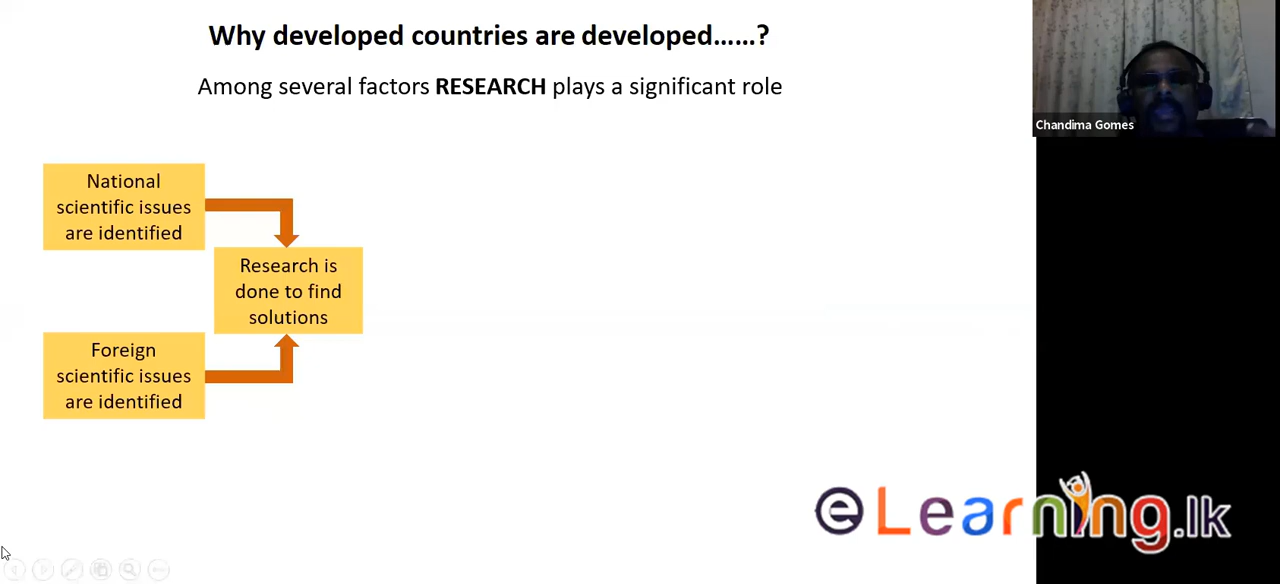 Why developed countries are developed......?
Among several factors RESEARCH plays a significant role
Chandima Gomes
National
scientific issues
are identified
Research is
done to find
solutions
Foreign
scientific issues
are identified
eLearning.lk